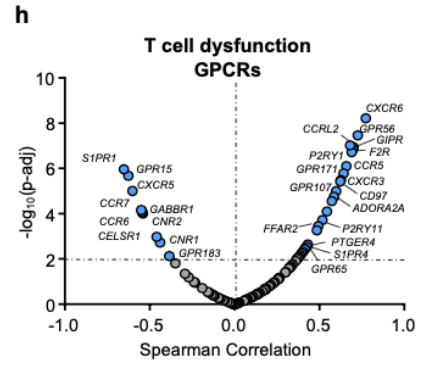 h
T cell dysfunction
GPCRs
10
8
6
4
2
0
-log10(p-adj)
CXCR6
CCRL2
GPR56
GIPR
P2RY1
F2R
S1PR1
GPR15
GPR171
CCR5
CXCR5
GPR107
CXCR3
CD97
CCR7
GABBR1
ADORA2A
CCR6
CNR2
FFAR2
P2RY11
CELSR1
CNR1
PTGER4
GPR183
S1PR4
GPR65
-1.0
-0.5
0.0
0.5
1.0
Spearman Correlation